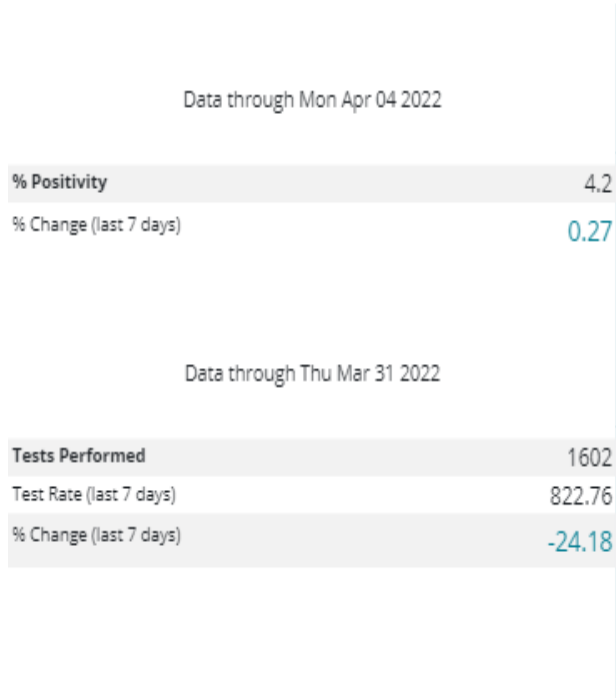 Data through Mon Apr 04 2022
% Positivity 4.2
% Change (last 7 days) 0.27
Data through Thu Mar 31 2022
Tests Performed 1602
Test Rate (last 7 days) 822.76
% Change (last 7 days) -24.18